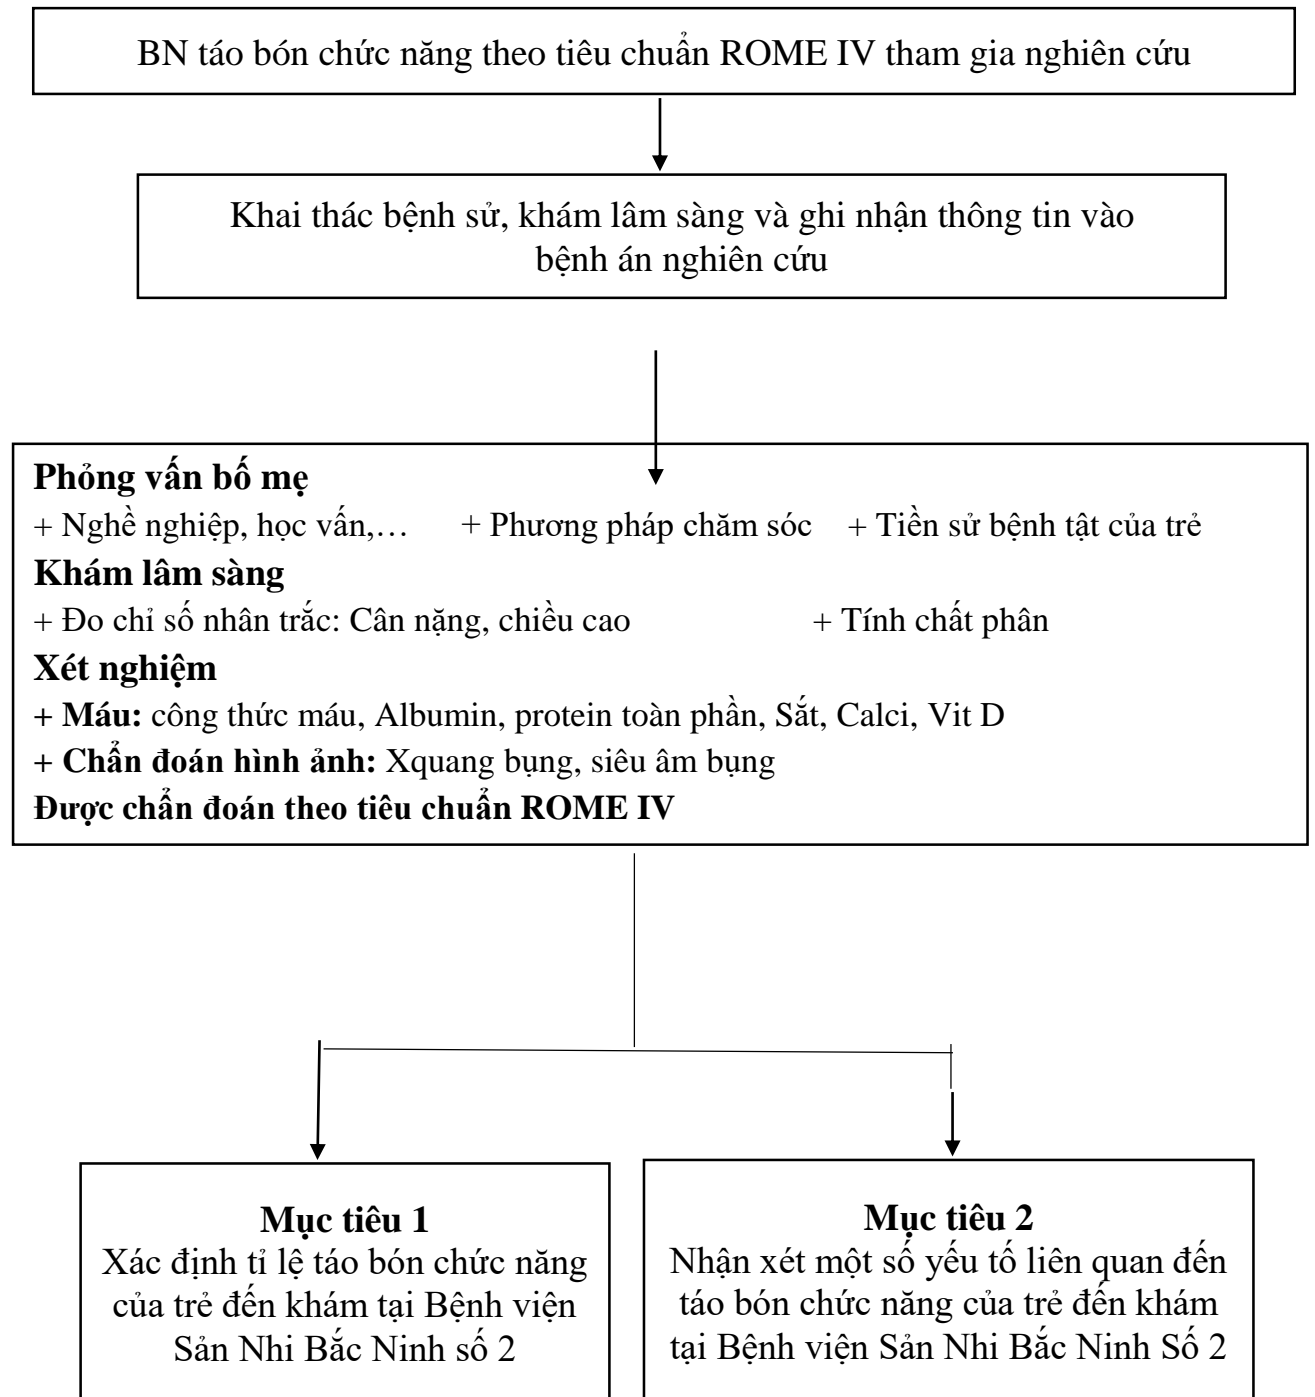 BN táo bón chức năng theo tiêu chuẩn ROME IV tham gia nghiên cứu
Khai thác bệnh sử, khám lâm sàng và ghi nhận thông tin vào
bệnh án nghiên cứu
Phỏng vấn bố mẹ
+ Nghề nghiệp, học vấn,… + Phương pháp chăm sóc + Tiền sử bệnh tật của trẻ
Khám lâm sàng
+ Đo chỉ số nhân trắc: Cân nặng, chiều cao + Tính chất phân
Xét nghiệm
+ Máu: công thức máu, Albumin, protein toàn phần, Sắt, Calci, Vit D
+ Chẩn đoán hình ảnh: Xquang bụng, siêu âm bụng
Được chẩn đoán theo tiêu chuẩn ROME IV
Mục tiêu 1
Xác định tỉ lệ táo bón chức năng
của trẻ đến khám tại Bệnh viện
Sản Nhi Bắc Ninh số 2
Mục tiêu 2
Nhận xét một số yếu tố liên quan đến
táo bón chức năng của trẻ đến khám
tại Bệnh viện Sản Nhi Bắc Ninh Số 2